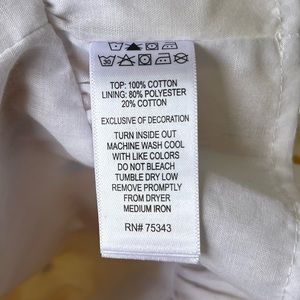 TOP: 100% COTTON
LINING: 80% POLYESTER
20% COTTON
EXCLUSIVE OF DECORATION
TURN INSIDE OUT
MACHINE WASH COOL
WITH LIKE COLORS
DO NOT BLEACH
TUMBLE DRY LOW
REMOVE PROMPTLY
FROM DRYER
MEDIUM IRON
RN# 75343